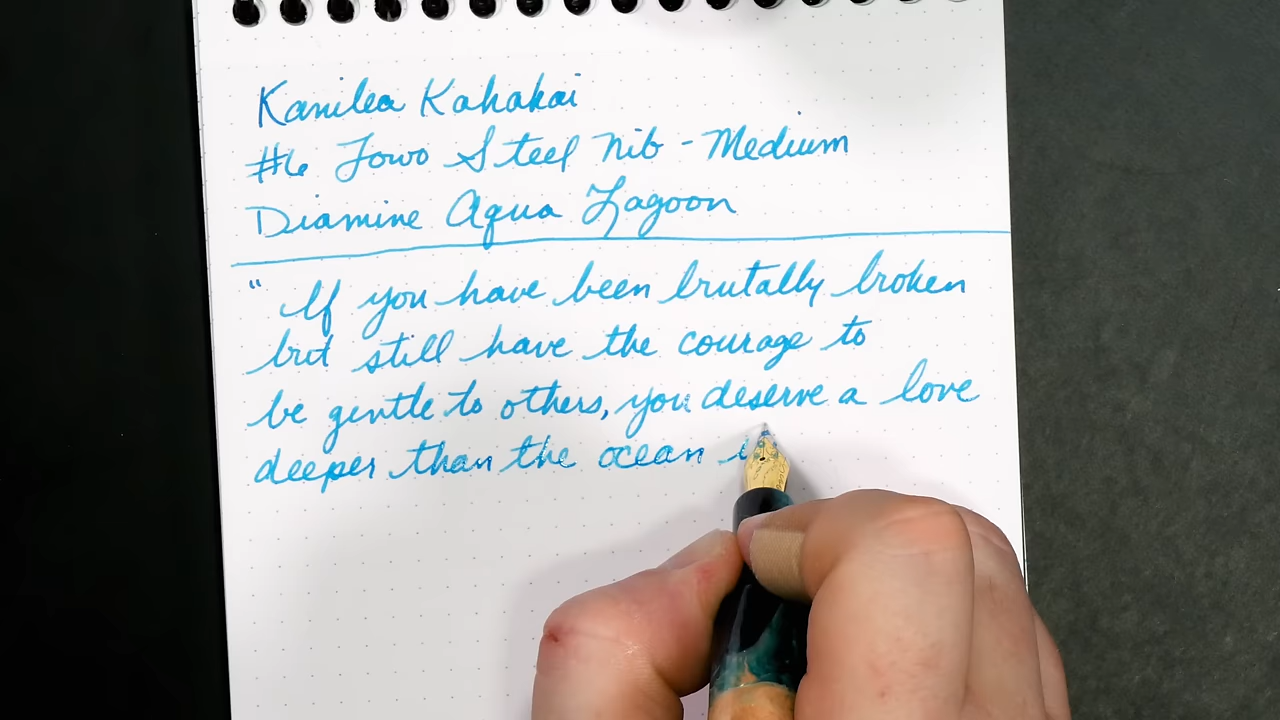 Kanilea Kahakai
#6 Jowo Steel Nib - Medium
Diamine Aqua Lagoon
" If you have been brutally broken
but still have the courage to
be gentle to others, you deserve a love
deeper than the ocean